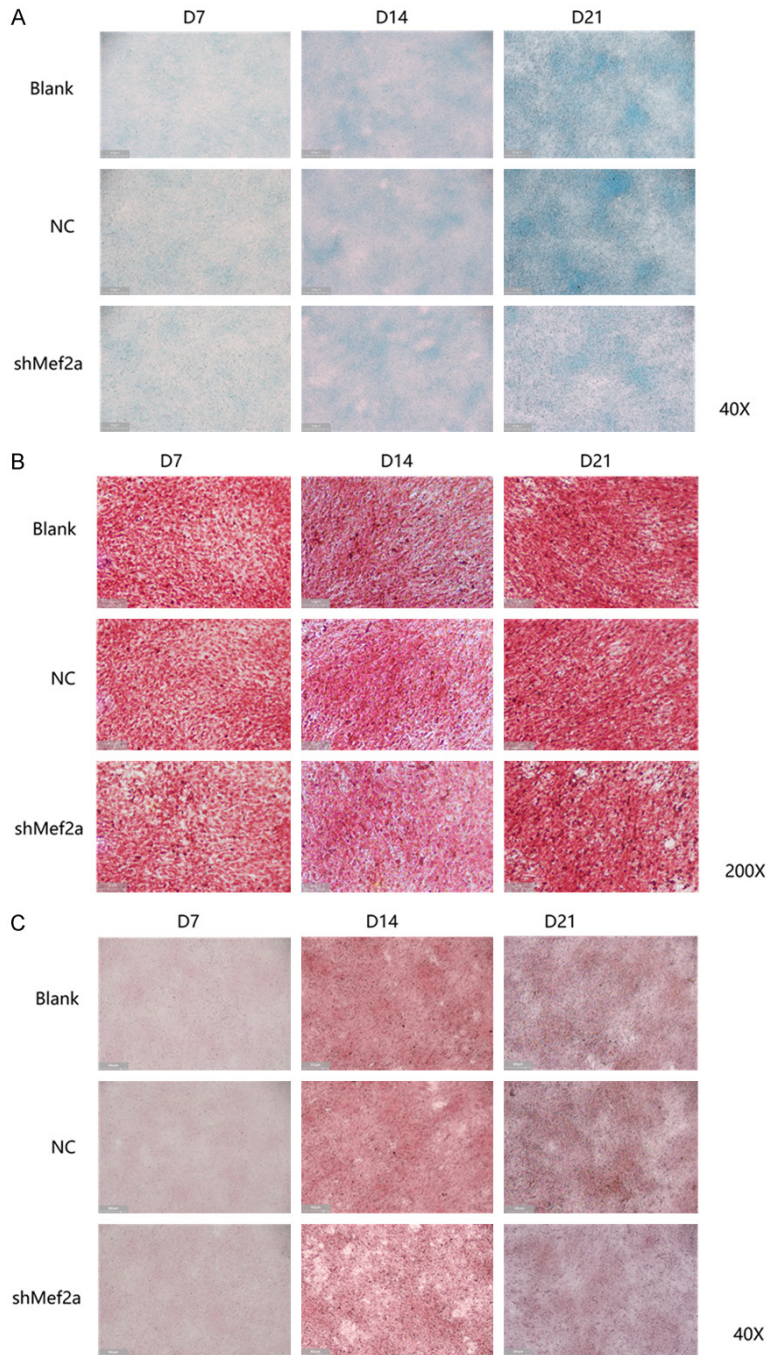 A
D7 D14 D21
Blank
NC
shMef2a
40X
B
D7 D14 D21
Blank
NC
shMef2a
200X
C
D7 D14 D21
Blank
NC
shMef2a
40X